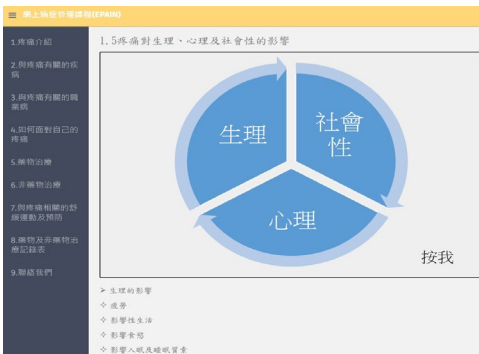 網上痛症管理課程(EPAIN)
1.疼痛介紹
2.與疼痛有關的疾
病
3.與疼痛有關的職
業病
4.如何面對自己的
疼痛
5.藥物治療
6.非藥物治療
7.與疼痛相關的舒
緩運動及預防
8.藥物及非藥物治
療記錄表
9.聯絡我們
1.5疼痛對生理、心理及社會性的影響
生理
社會
性
心理
按我
➢ 生理的影響
✧ 疲勞
✧ 影響性生活
✧ 影響食慾
✧ 影響入眠及睡眠質素